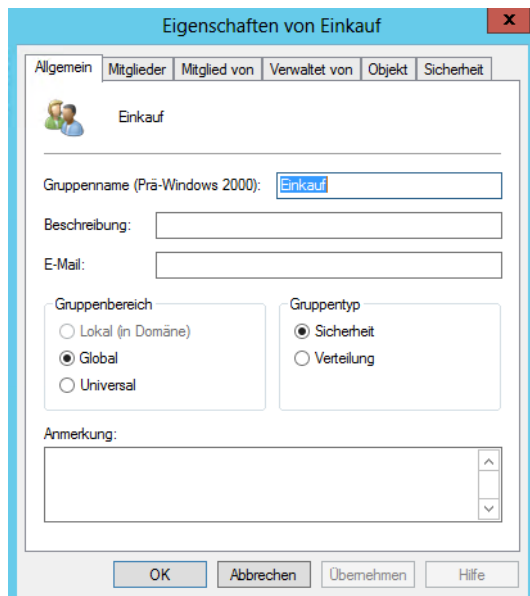 Eigenschaften von Einkauf
x
Allgemein Mitglieder Mitglied von Verwaltet von Objekt Sicherheit
Einkauf
Gruppenname (Prä-Windows 2000): Einkauf
Beschreibung:
E-Mail:
Gruppenbereich Gruppentyp
Lokal (in Domäne) Sicherheit
Global Verteilung
Universal
Anmerkung:
OK Abbrechen Übernehmen Hilfe